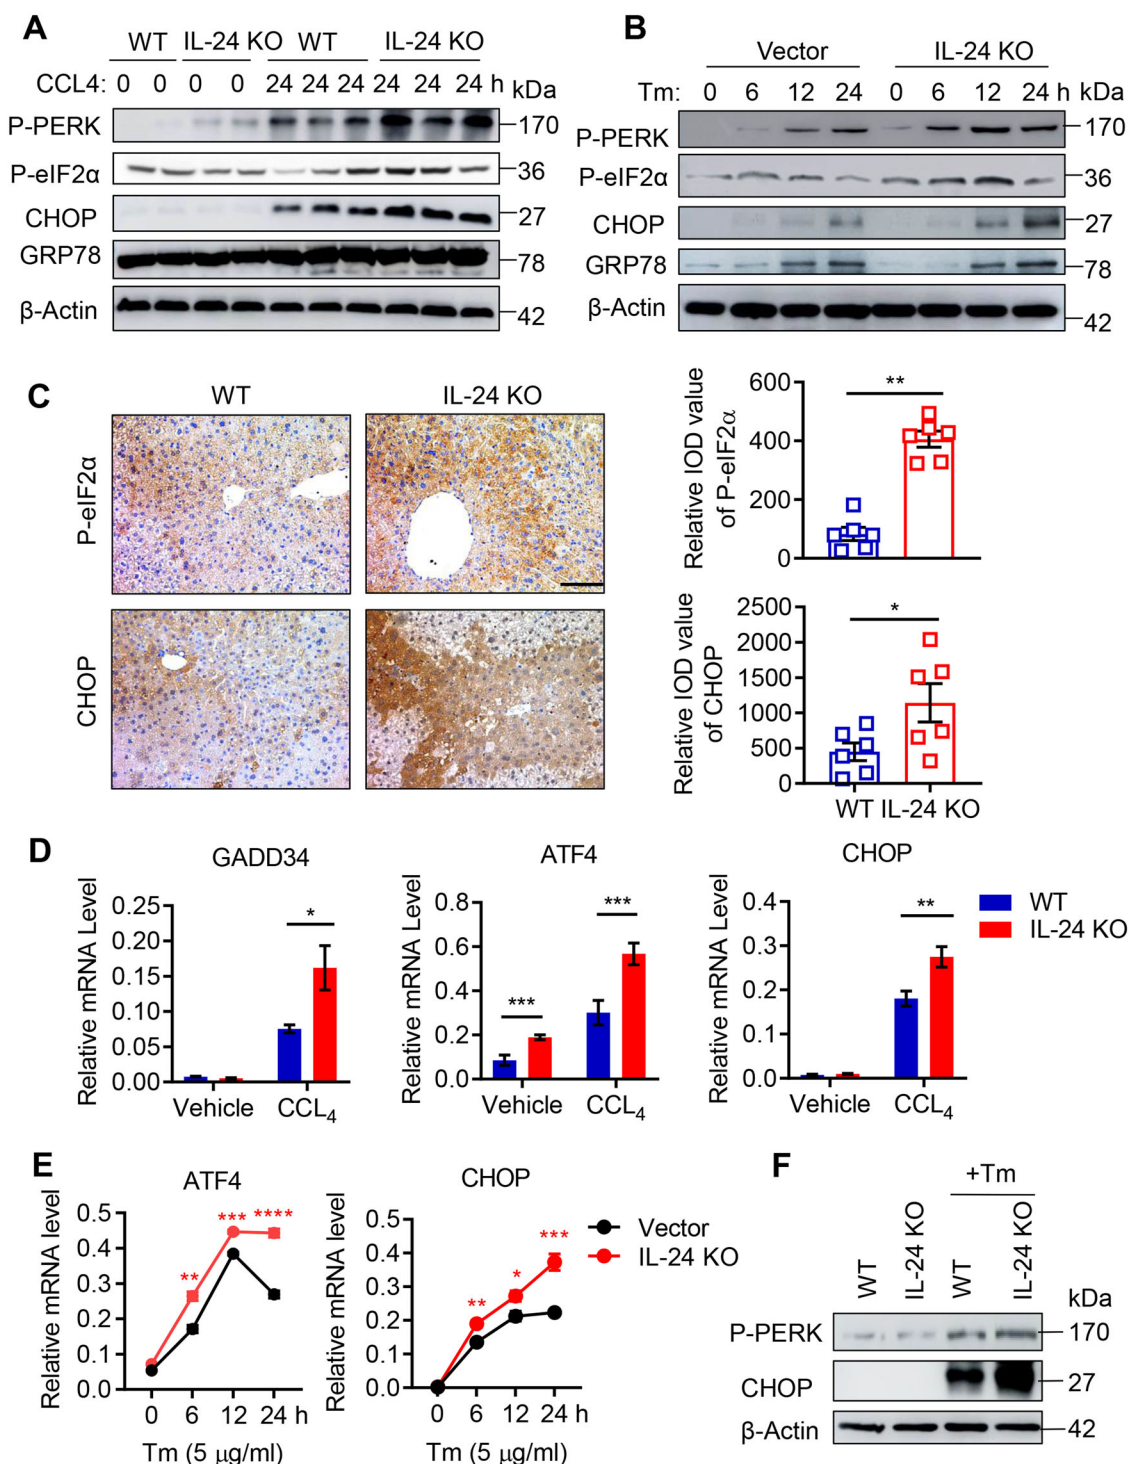 A
WT IL-24 KO WT IL-24 KO
CCL4: 0 0 0 0 24 24 24 24 24 24 h kDa
P-PERK 170
P-eIF2α 36
CHOP 27
GRP78 78
β-Actin 42
B
Vector IL-24 KO
Tm: 0 6 12 24 0 6 12 24 h kDa
P-PERK 170
P-eIF2α 36
CHOP 27
GRP78 78
β-Actin 42
C
WT IL-24 KO
P-eIF2α
CHOP
Relative IOD value
of P-eIF2α
600
400
200
0
**
Relative IOD value
of CHOP
2500
2000
1500
1000
500
0
*
WT IL-24 KO
D
GADD34
Relative mRNA Level
0.25
0.20
0.15
0.10
0.05
0.00
*
Vehicle CCL4
ATF4
Relative mRNA Level
0.8
0.6
0.4
0.2
0.0
*** ***
Vehicle CCL4
CHOP
Relative mRNA Level
0.4
0.3
0.2
0.1
0.0
**
Vehicle CCL4
WT
IL-24 KO
E
ATF4
Relative mRNA level
0.5
0.4
0.3
0.2
0.1
0.0
** *** ****
0 6 12 24 h
Tm (5 μg/ml)
CHOP
Relative mRNA level
0.5
0.4
0.3
0.2
0.1
0.0
** * ***
0 6 12 24 h
Tm (5 μg/ml)
Vector
IL-24 KO
F
+Tm
WT IL-24 KO WT IL-24 KO
kDa
P-PERK 170
CHOP 27
β-Actin 42